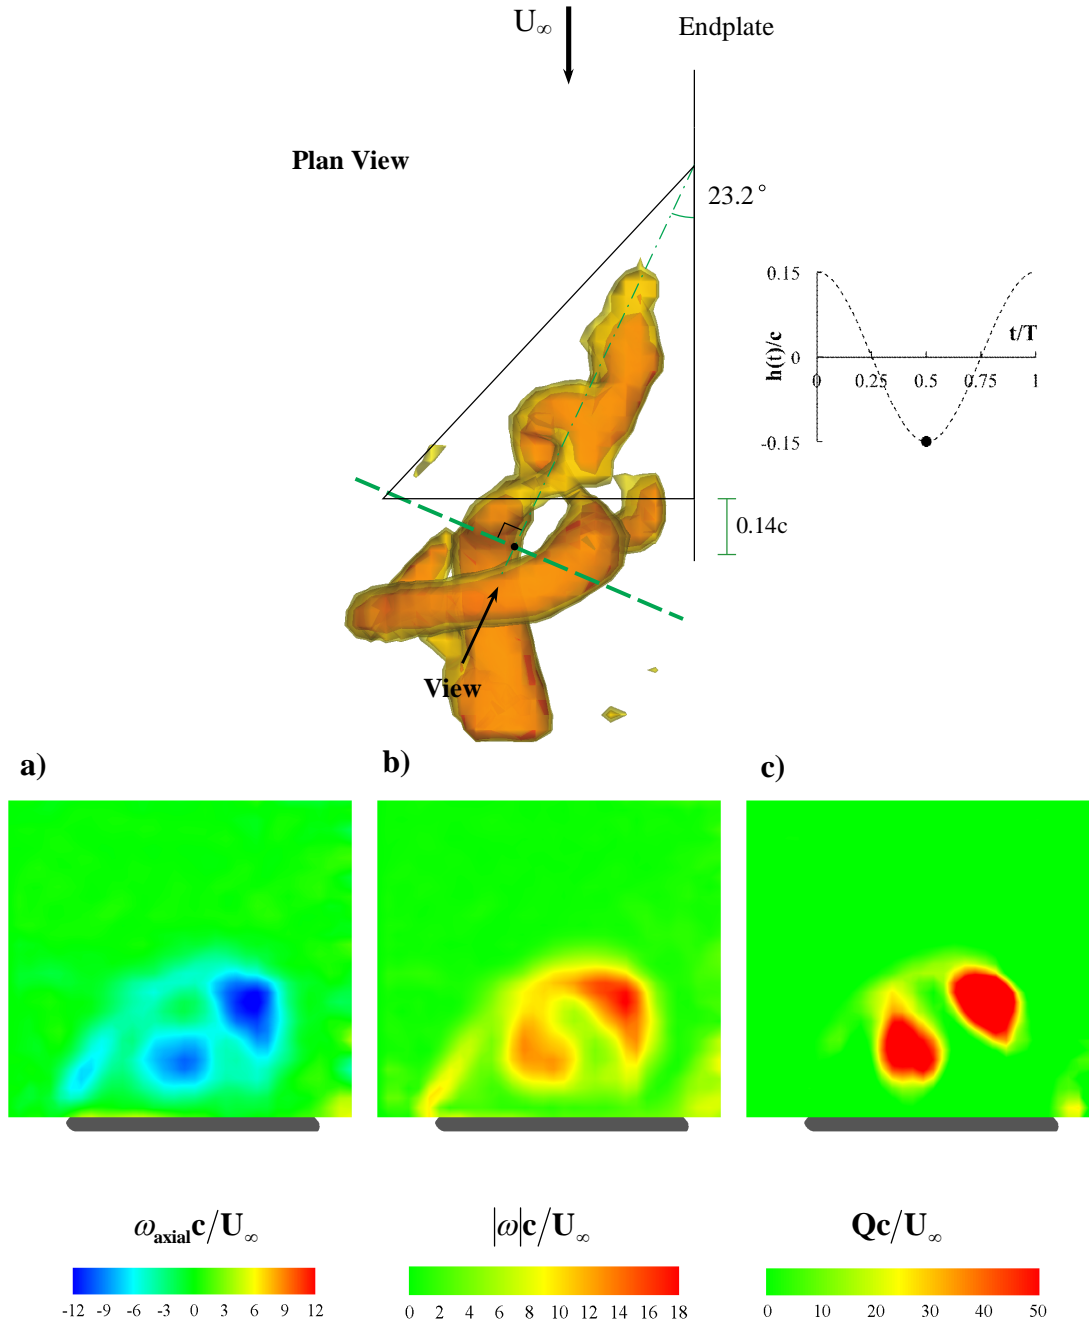 U∞
Endplate
Plan View
23.2°
0.15
h(t)/c
t/T
0
0
0.25
0.5
0.75
1
-0.15
0.14c
View
a)
b)
c)
ω_axial c/U∞
|ω|c/U∞
Qc/U∞
-12 -9 -6 -3 0 3 6 9 12
0 2 4 6 8 10 12 14 16 18
0 10 20 30 40 50